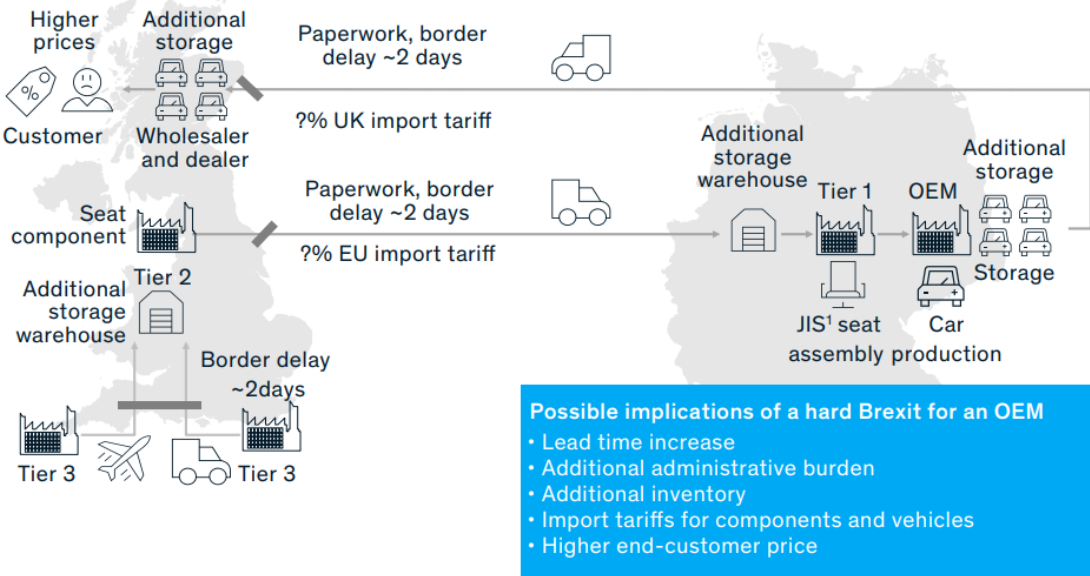 Higher
prices
Additional
storage
Paperwork, border
delay ~2 days
%
Customer
Wholesaler
and dealer
?% UK import tariff
Additional
storage
warehouse
Tier 1
OEM
Additional
storage
Paperwork, border
delay ~2 days
Seat
component
?% EU import tariff
Storage
Tier 2
Additional
storage
warehouse
JIS¹ seat
assembly
Car
production
Border delay
~2days
Tier 3
Tier 3
Possible implications of a hard Brexit for an OEM
• Lead time increase
• Additional administrative burden
• Additional inventory
• Import tariffs for components and vehicles
• Higher end-customer price